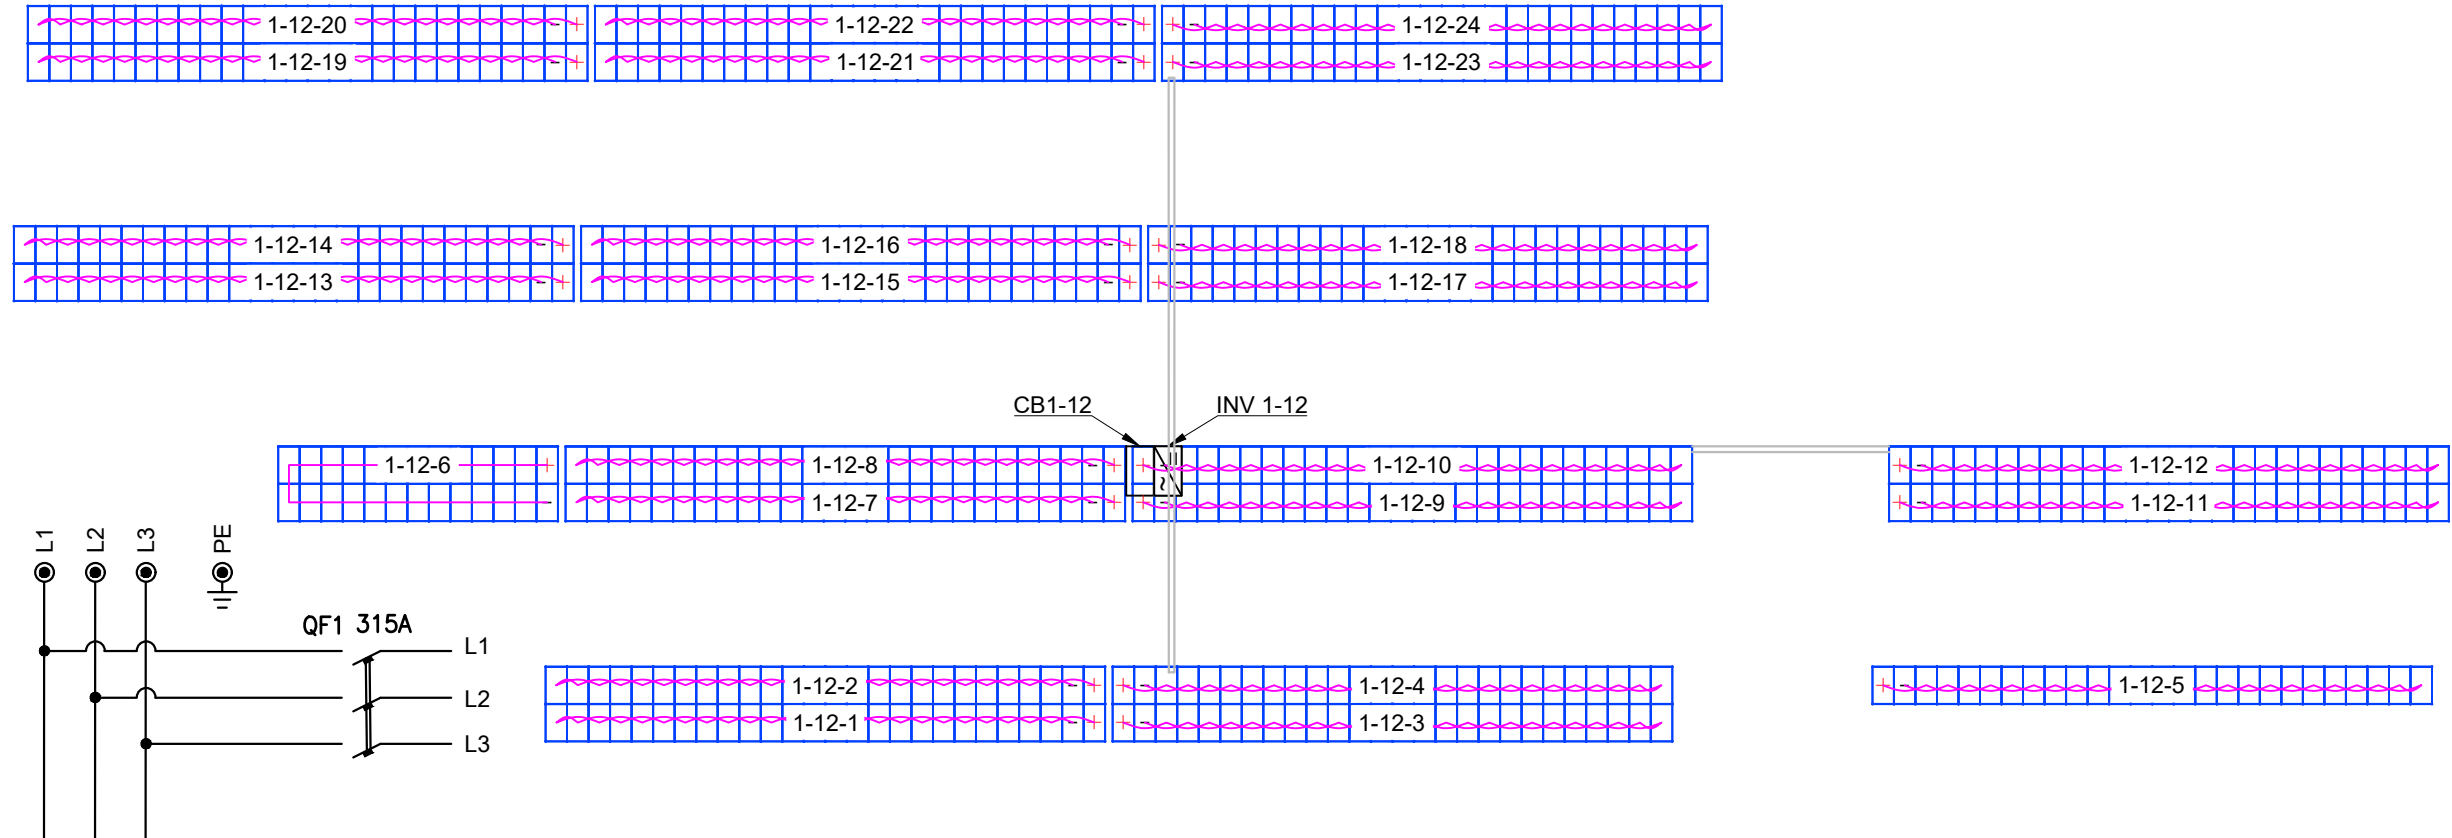 1-12-20 1-12-22 1-12-24
1-12-19 1-12-21 1-12-23
1-12-14 1-12-16 1-12-18
1-12-13 1-12-15 1-12-17
CB1-12 INV 1-12
1-12-6 1-12-8 1-12-10 1-12-12
1-12-7 1-12-9 1-12-11
L1 L2 L3 PE
QF1 315A
L1
L2
L3
1-12-2 1-12-4 1-12-5
1-12-1 1-12-3